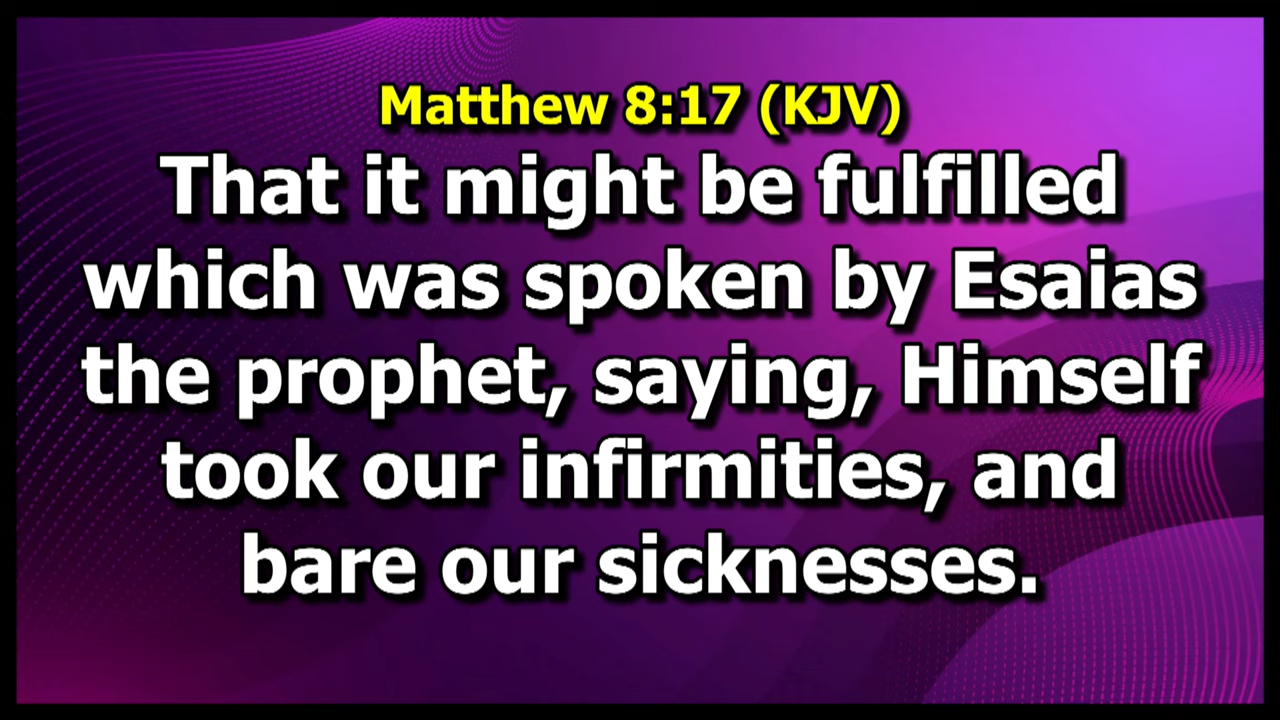 Matthew 8:17 (KJV)
That it might be fulfilled
which was spoken by Esaias
the prophet, saying, Himself
took our infirmities, and
bare our sicknesses.